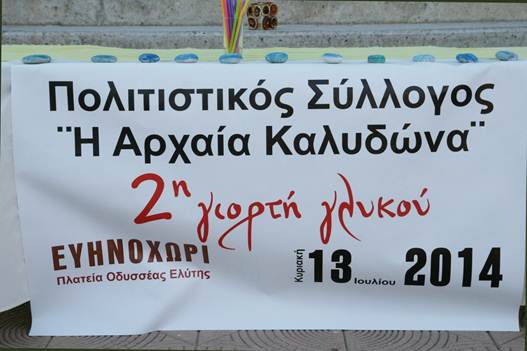 Πολιτιστικός Σύλλογος
¨Η Αρχαία Καλυδώνα¨
2η γιορτή γλυκού
ΕΥΗΝΟΧΩΡΙ
Πλατεία Οδυσσέας Ελύτης
Κυριακή 13 Ιουλίου 2014